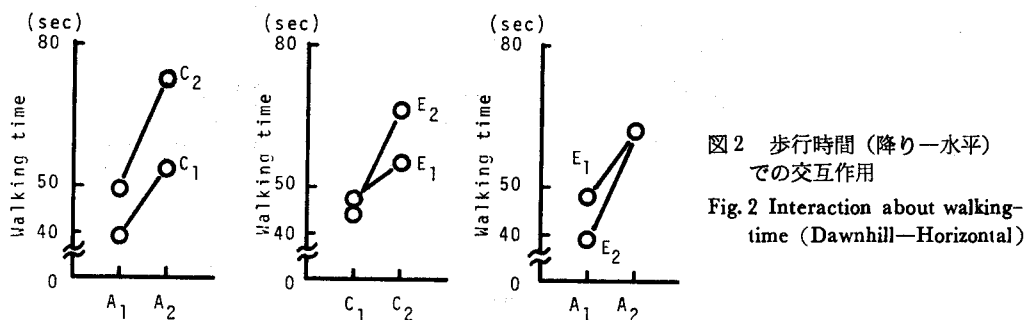 (sec)
80
50
40
0
Walking time
C₂
C₁
A₁ A₂
(sec)
80
50
40
0
Walking time
E₂
E₁
C₁ C₂
(sec)
80
50
40
0
Walking time
E₁
E₂
A₁ A₂
図2 歩行時間(降り—水平)
での交互作用
Fig. 2 Interaction about walking-
time (Dawnhill—Horizontal)